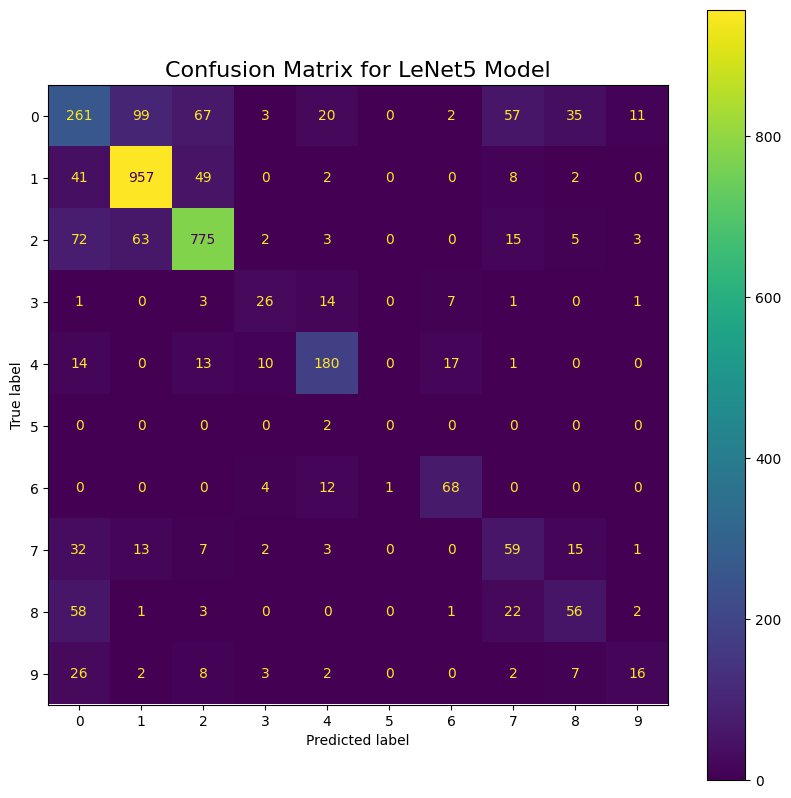 Confusion Matrix for LeNet5 Model
0 261 99 67 3 20 0 2 57 35 11
1 41 957 49 0 2 0 0 8 2 0
2 72 63 775 2 3 0 0 15 5 3
3 1 0 3 26 14 0 7 1 0 1
4 14 0 13 10 180 0 17 1 0 0
5 0 0 0 0 2 0 0 0 0 0
6 0 0 0 4 12 1 68 0 0 0
7 32 13 7 2 3 0 0 59 15 1
8 58 1 3 0 0 0 1 22 56 2
9 26 2 8 3 2 0 0 2 7 16
0 1 2 3 4 5 6 7 8 9
Predicted label
True label
800
600
400
200
0